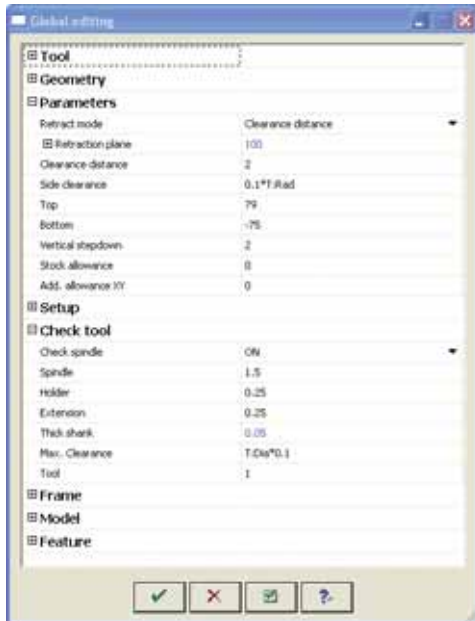 Global editing
Tool
Geometry
Parameters
Retract mode Clearance distance
Retraction plane 100
Clearance distance 2
Side clearance 0.1*T:Rad
Top 79
Bottom -75
Vertical stepdown 2
Stock allowance 0
Add. allowance XY 0
Setup
Check tool
Check spindle ON
Spindle 1.5
Holder 0.25
Extension 0.25
Thick shank 0.05
Max. Clearance T:Dia*0.1
Tool 1
Frame
Model
Feature